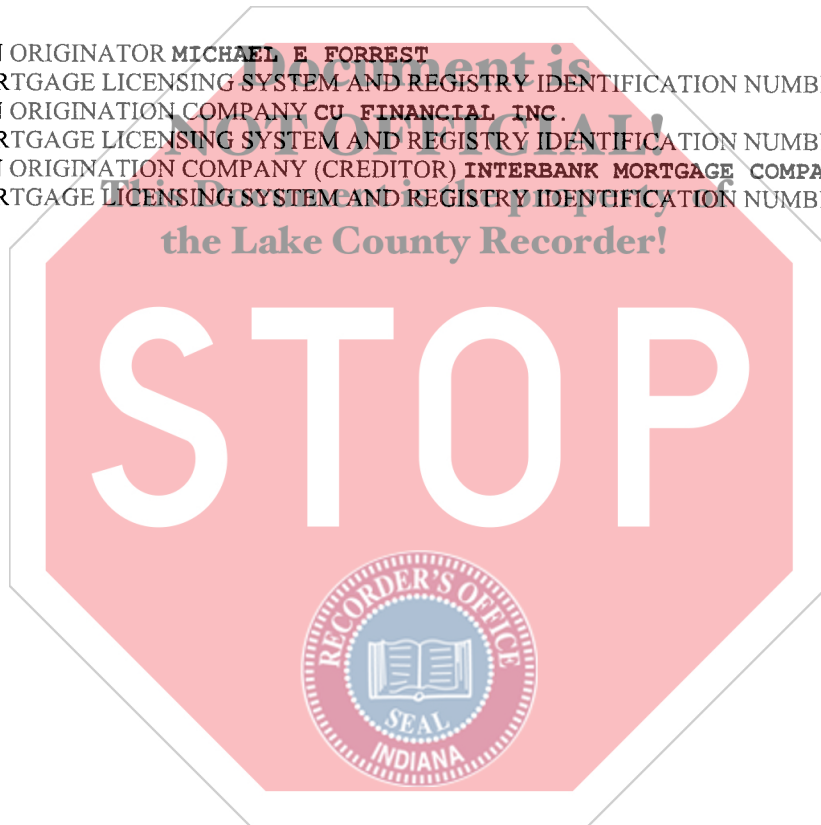 N ORIGINATOR MICHAEL E FORREST
RTGAGE LICENSING SYSTEM AND REGISTRY IDENTIFICATION NUMB
N ORIGINATION COMPANY CU FINANCIAL INC.
RTGAGE LICENSING SYSTEM AND REGISTRY IDENTIFICATION NUMB
N ORIGINATION COMPANY (CREDITOR) INTERBANK MORTGAGE COMPA
RTGAGE LICENSING SYSTEM AND REGISTRY IDENTIFICATION NUMB
Document is
NOT OFFICIAL!
This Document is the property of
the Lake County Recorder!
STOP
RECORDER'S OFFICE
SEAL
INDIANA